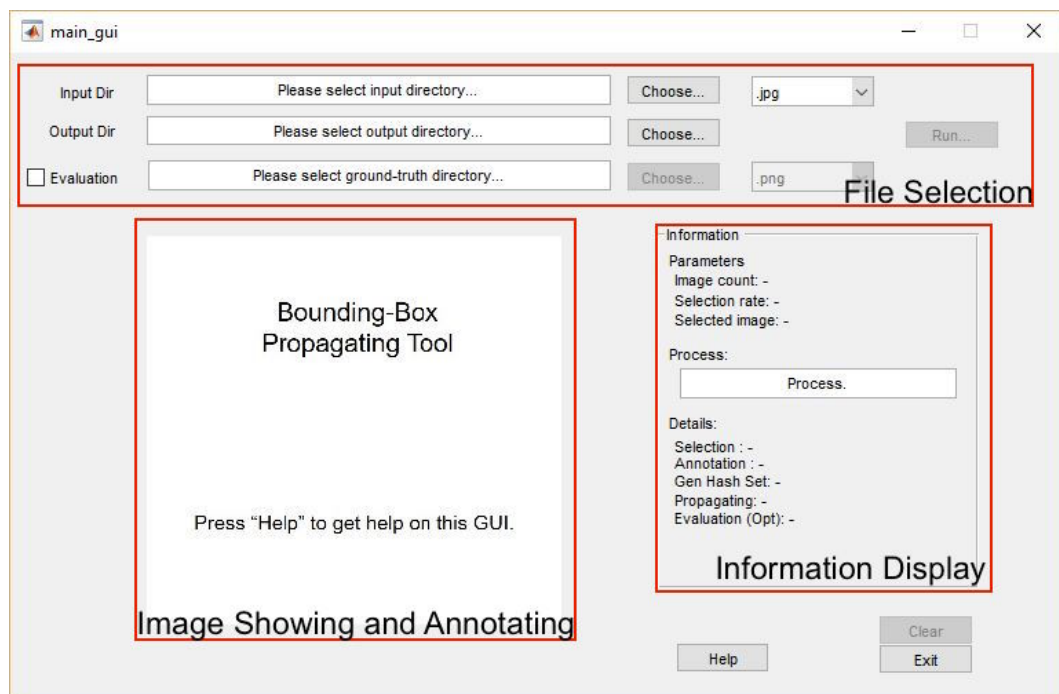 main_gui
Input Dir Please select input directory... Choose... .jpg
Output Dir Please select output directory... Choose... Run...
Evaluation Please select ground-truth directory... Choose... .png
File Selection
Bounding-Box
Propagating Tool
Press “Help” to get help on this GUI.
Image Showing and Annotating
Information
Parameters
Image count: -
Selection rate: -
Selected image: -
Process:
Process.
Details:
Selection : -
Annotation : -
Gen Hash Set: -
Propagating: -
Evaluation (Opt): -
Information Display
Clear
Help Exit